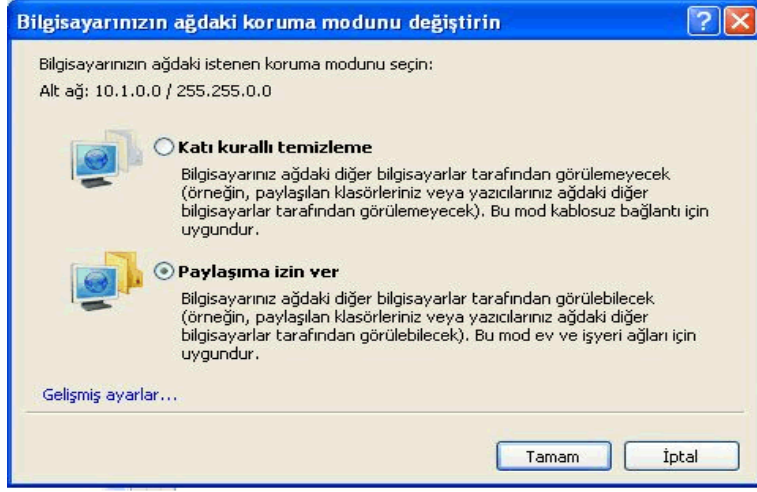 Bilgisayarınızın ağdaki koruma modunu değiştirin
Bilgisayarınızın ağdaki istenen koruma modunu seçin:
Alt ağ: 10.1.0.0 / 255.255.0.0
Katı kurallı temizleme
Bilgisayarınız ağdaki diğer bilgisayarlar tarafından görülemeyecek
(örneğin, paylaşılan klasörleriniz veya yazıcılarınız ağdaki diğer
bilgisayarlar tarafından görülemeyecek). Bu mod kablosuz bağlantı için
uygundur.
Paylaşıma izin ver
Bilgisayarınız ağdaki diğer bilgisayarlar tarafından görülebilecek
(örneğin, paylaşılan klasörleriniz veya yazıcılarınız ağdaki diğer
bilgisayarlar tarafından görülebilecek). Bu mod ev ve işyeri ağları için
uygundur.
Gelişmiş ayarlar...
Tamam
İptal